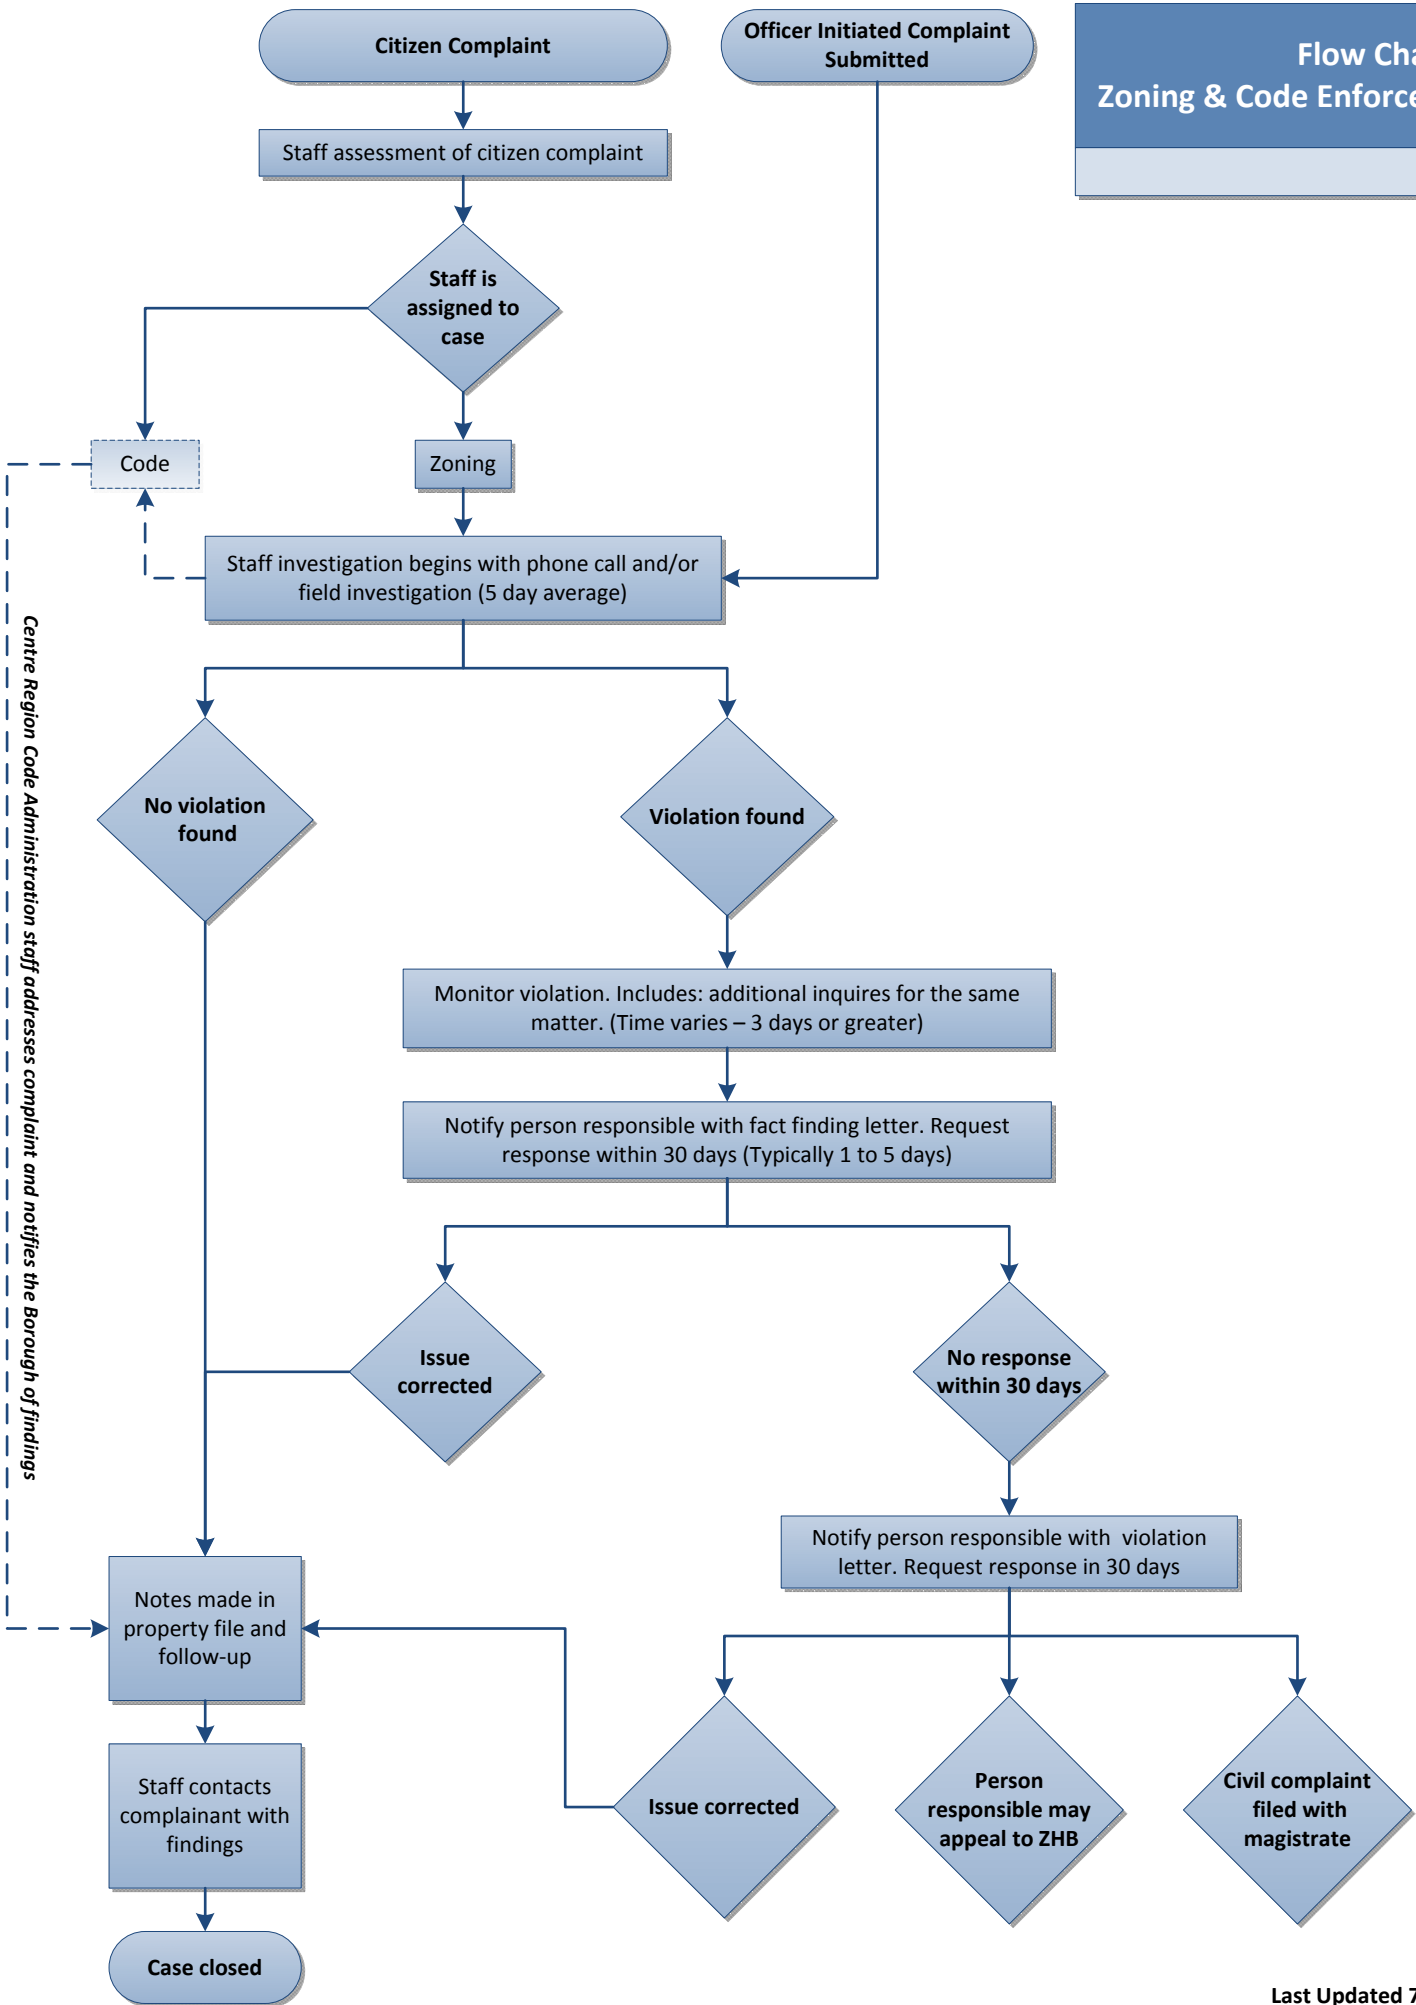 Citizen Complaint
Officer Initiated Complaint
Submitted
Flow Cha
Zoning & Code Enforce
Staff assessment of citizen complaint
Staff is
assigned to
case
Code
Zoning
Staff investigation begins with phone call and/or
field investigation (5 day average)
Centre Region Code Administration staff addresses complaint and notifies the Borough of findings
No violation
found
Violation found
Monitor violation. Includes: additional inquires for the same
matter. (Time varies – 3 days or greater)
Notify person responsible with fact finding letter. Request
response within 30 days (Typically 1 to 5 days)
Issue
corrected
No response
within 30 days
Notify person responsible with violation
letter. Request response in 30 days
Notes made in
property file and
follow-up
Staff contacts
complainant with
findings
Issue corrected
Person
responsible may
appeal to ZHB
Civil complaint
filed with
magistrate
Case closed
Last Updated 7